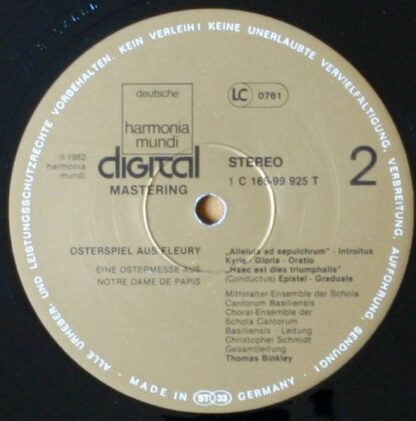 ALLE URHEBER UND LEISTUNGSSCHUTZRECHTE VORBEHALTEN. KEIN VERLEIH! KEINE UNERLAUBTE VERVIELFÄLTIGUNG, VERBREITUNG AUFFÜHRUNG, SENDUNG!
deutsche
harmonia
mundi
LC 0761
℗ 1982
harmonia
mundi
digital
MASTERING
STEREO
1 C 165-99 925 T
2
OSTERSPIEL AUS FLEURY
EINE OSTERMESSE AUS
NOTRE DAME DE PARIS
„Alleluia ad sepulchrum" · Introitus
Kyrie · Gloria · Oratio
„Haec est dies triumphalis"
(Conductus) Epistel · Graduale
Mittelalter-Ensemble der Schola
Cantorum Basiliensis
Choral-Ensemble der
Schola Cantorum
Basiliensis · Leitung
Christopher Schmidt
Gesamtleitung
Thomas Binkley
· MADE IN ST 33 GERMANY ·